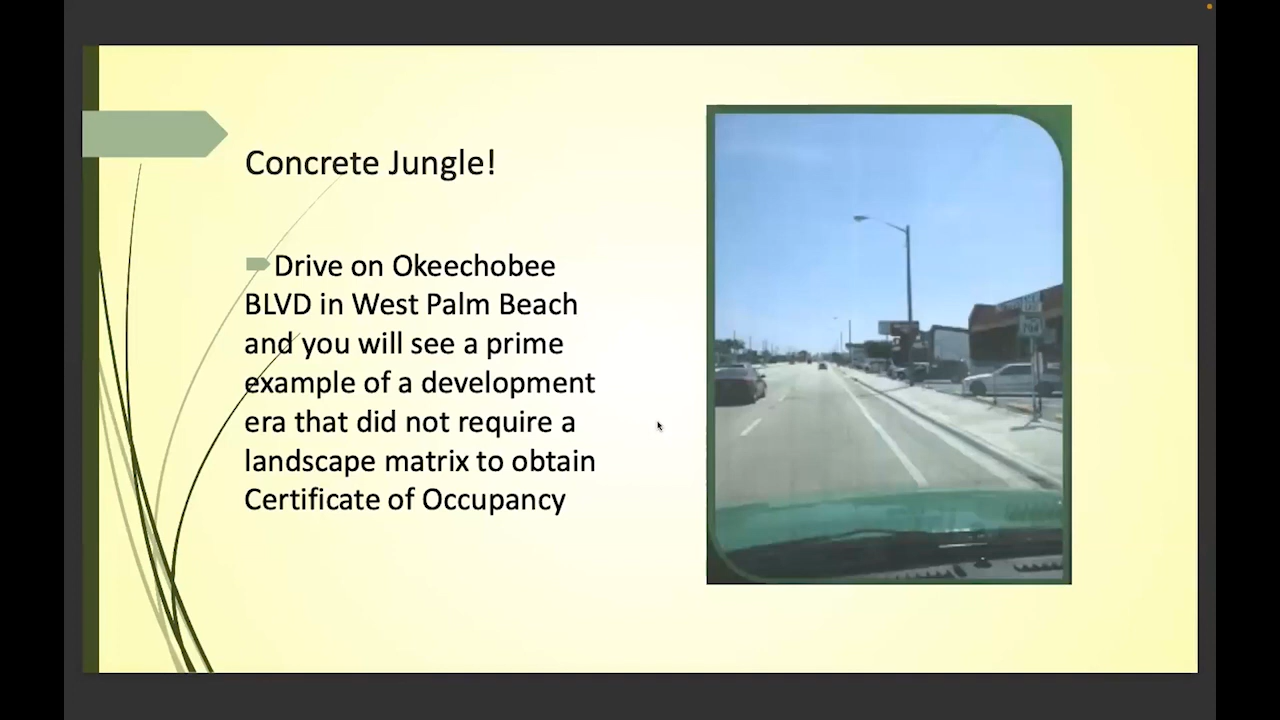 Concrete Jungle!
Drive on Okeechobee
BLVD in West Palm Beach
and you will see a prime
example of a development
era that did not require a
landscape matrix to obtain
Certificate of Occupancy